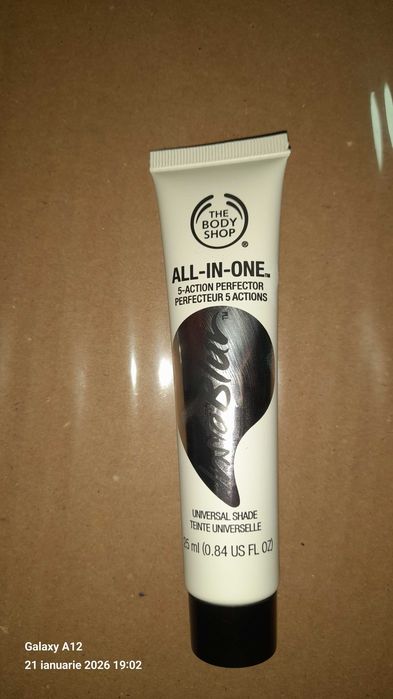 THE
BODY
SHOP
®
ALL-IN-ONE™
5-ACTION PERFECTOR
PERFECTEUR 5 ACTIONS
InstaBlur™
UNIVERSAL SHADE
TEINTE UNIVERSELLE
25 ml (0.84 US FL OZ)
Galaxy A12
21 ianuarie 2026 19:02